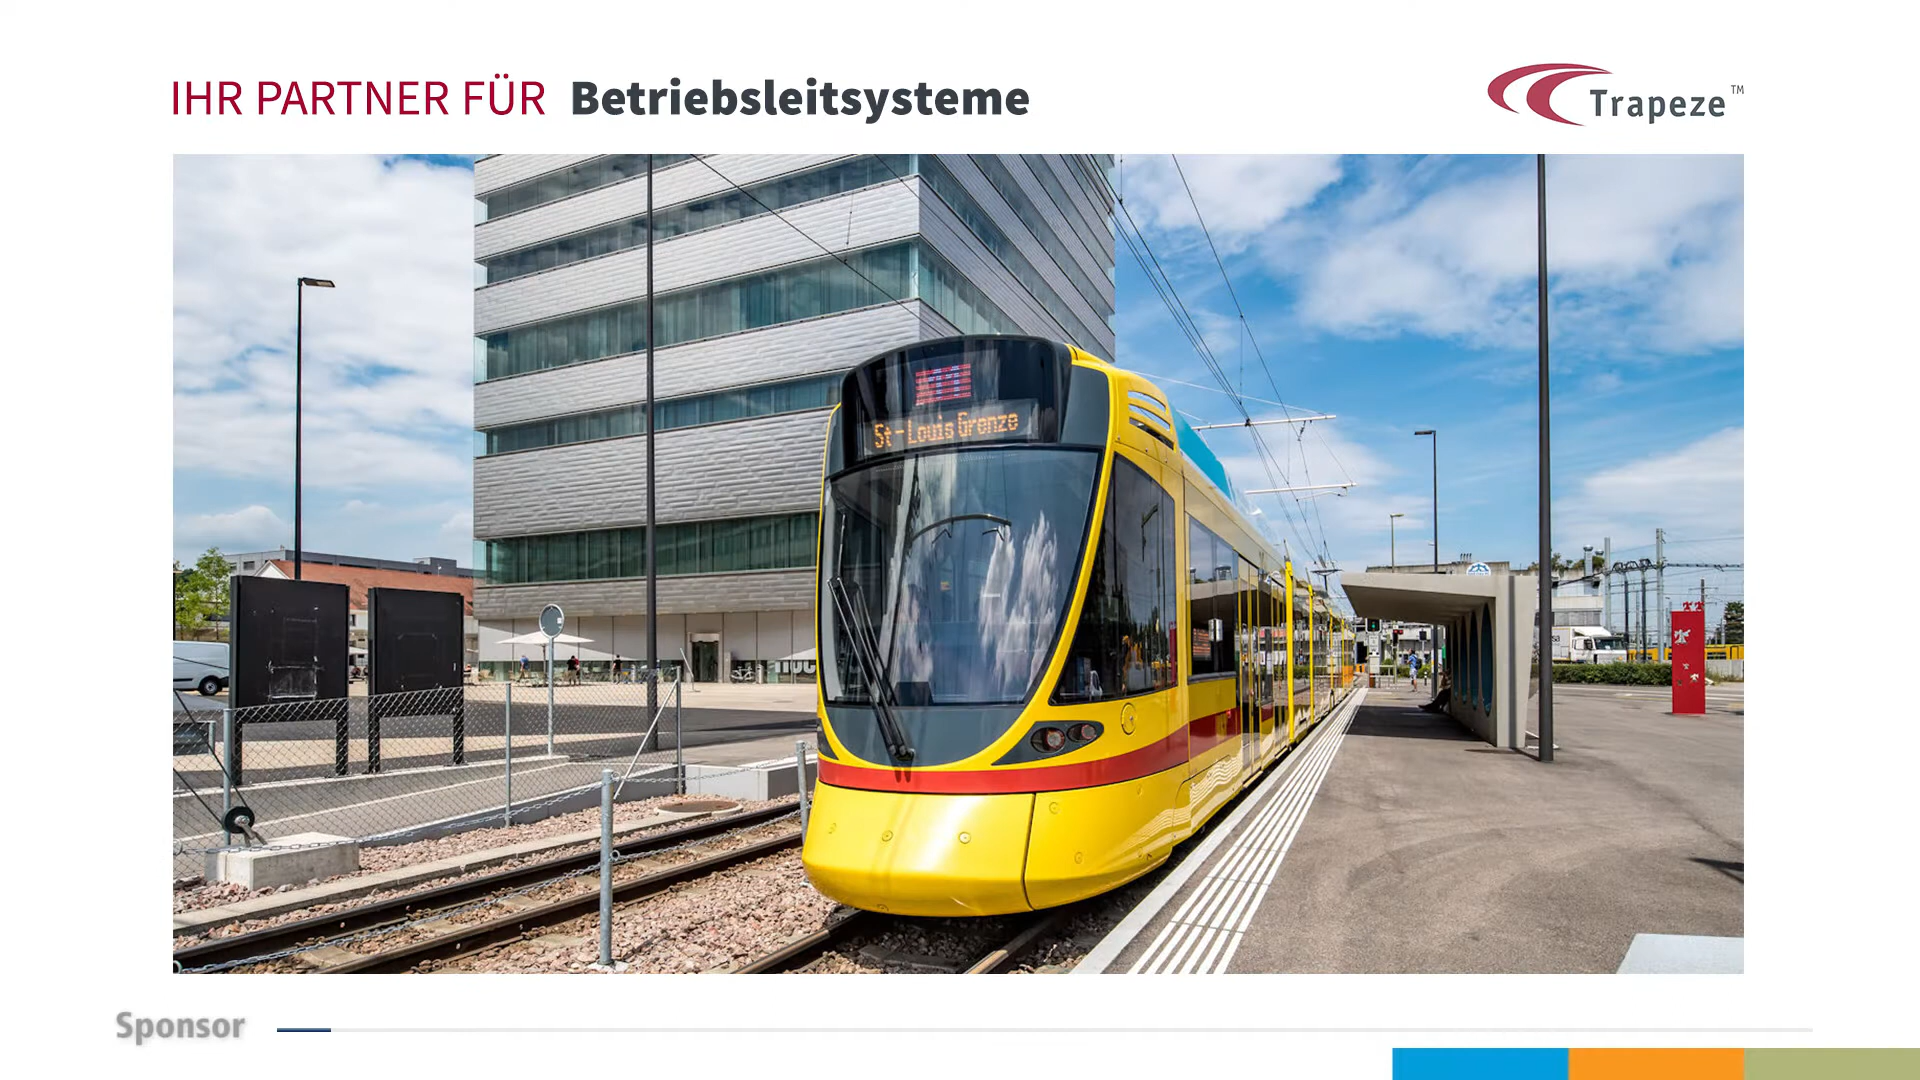 IHR PARTNER FÜR Betriebsleitsysteme
Trapeze™
St-Louis Grenze
Sponsor